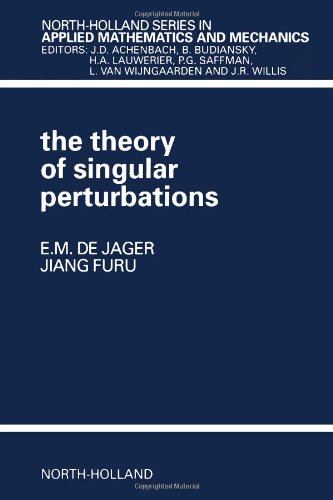 NORTH-HOLLAND SERIES IN
APPLIED MATHEMATICS AND MECHANICS
EDITORS: J.D. ACHENBACH, B. BUDIANSKY,
H.A. LAUWERIER, P.G. SAFFMAN,
L. VAN WIJNGAARDEN AND J.R. WILLIS
the theory
of singular
perturbations
E.M. DE JAGER
JIANG FURU
NORTH-HOLLAND